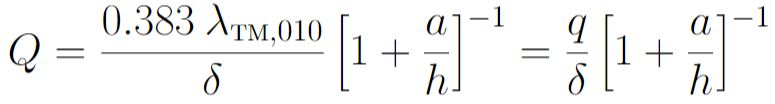 Q = \frac{0.383 \lambda_{\text{TM},010}}{\delta} \left[ 1 + \frac{a}{h} \right]^{-1} = \frac{q}{\delta} \left[ 1 + \frac{a}{h} \right]^{-1}